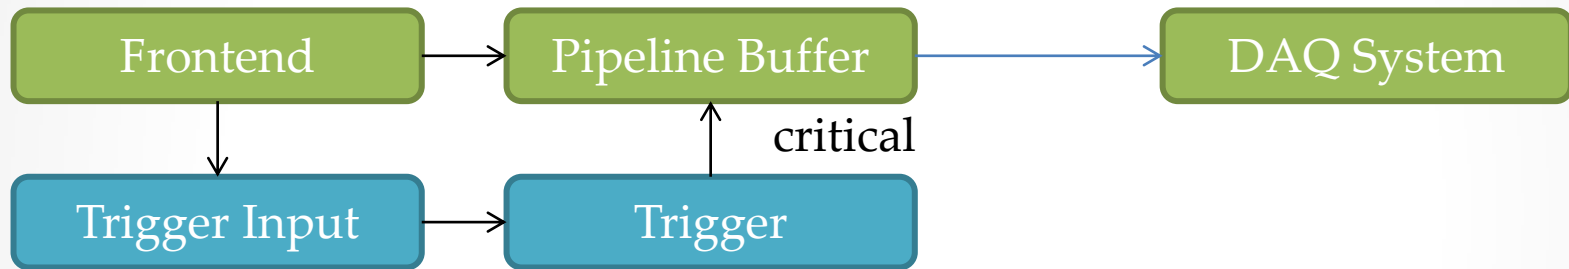 Frontend
Pipeline Buffer
DAQ System
critical
Trigger Input
Trigger